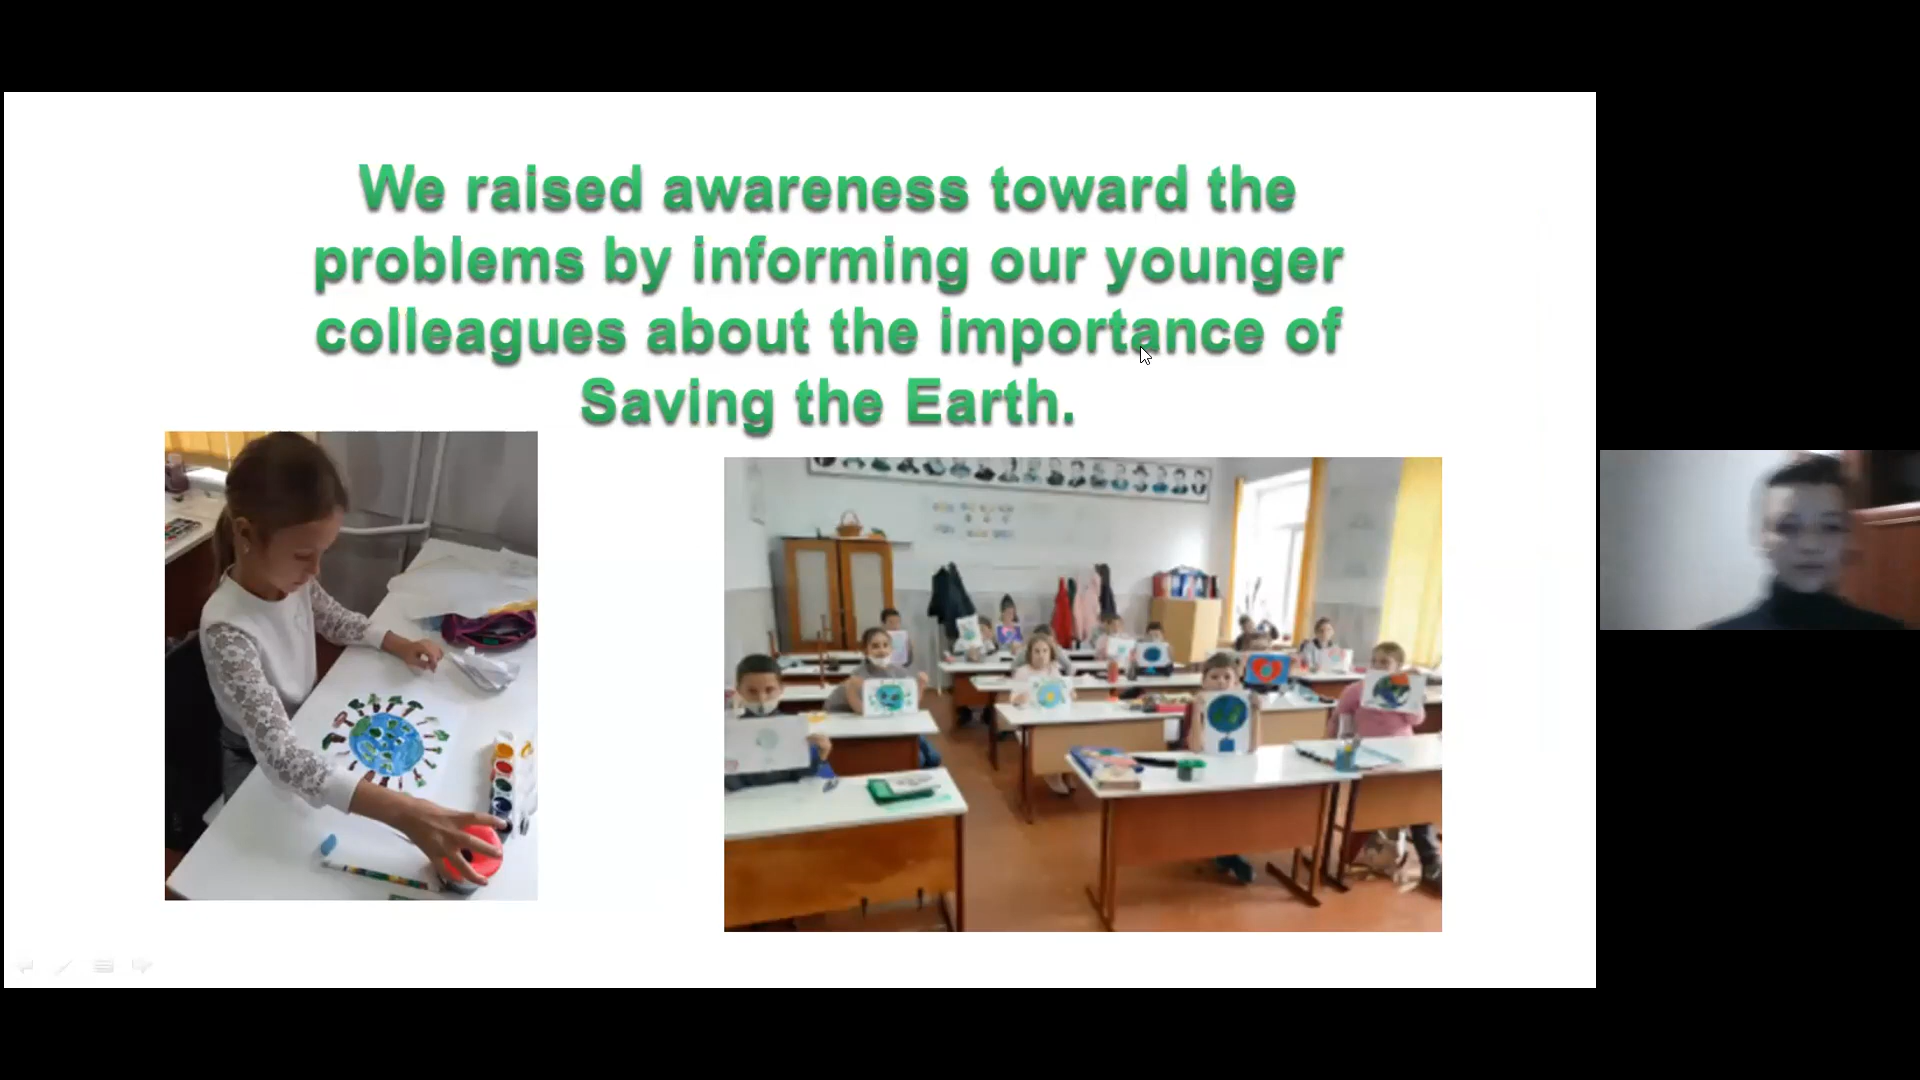 We raised awareness toward the
problems by informing our younger
colleagues about the importance of
Saving the Earth.